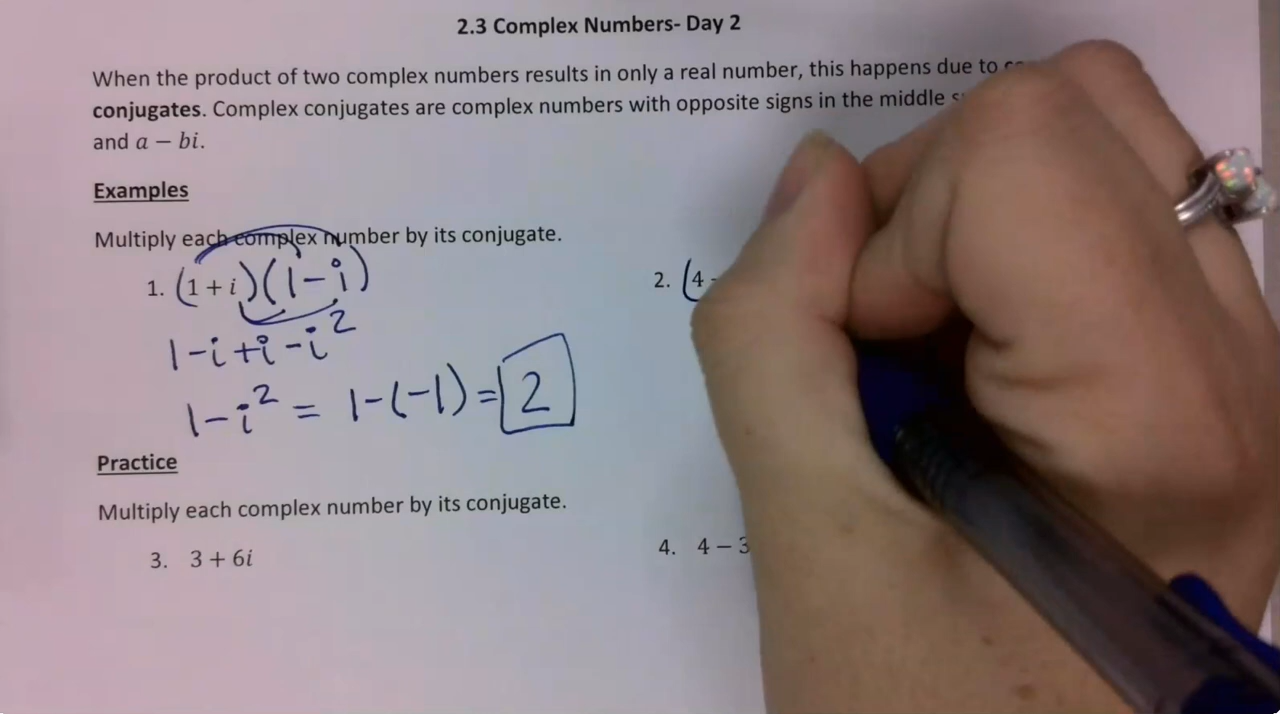 2.3 Complex Numbers- Day 2
When the product of two complex numbers results in only a real number, this happens due to
conjugates. Complex conjugates are complex numbers with opposite signs in the middle
and a − bi.
Examples
Multiply each complex number by its conjugate.
1. (1 + i)(1 − i)
2. (4
1 − i + i − i²
1 − i² = 1 − (−1) = 2
Practice
Multiply each complex number by its conjugate.
3. 3 + 6i
4. 4 − 3